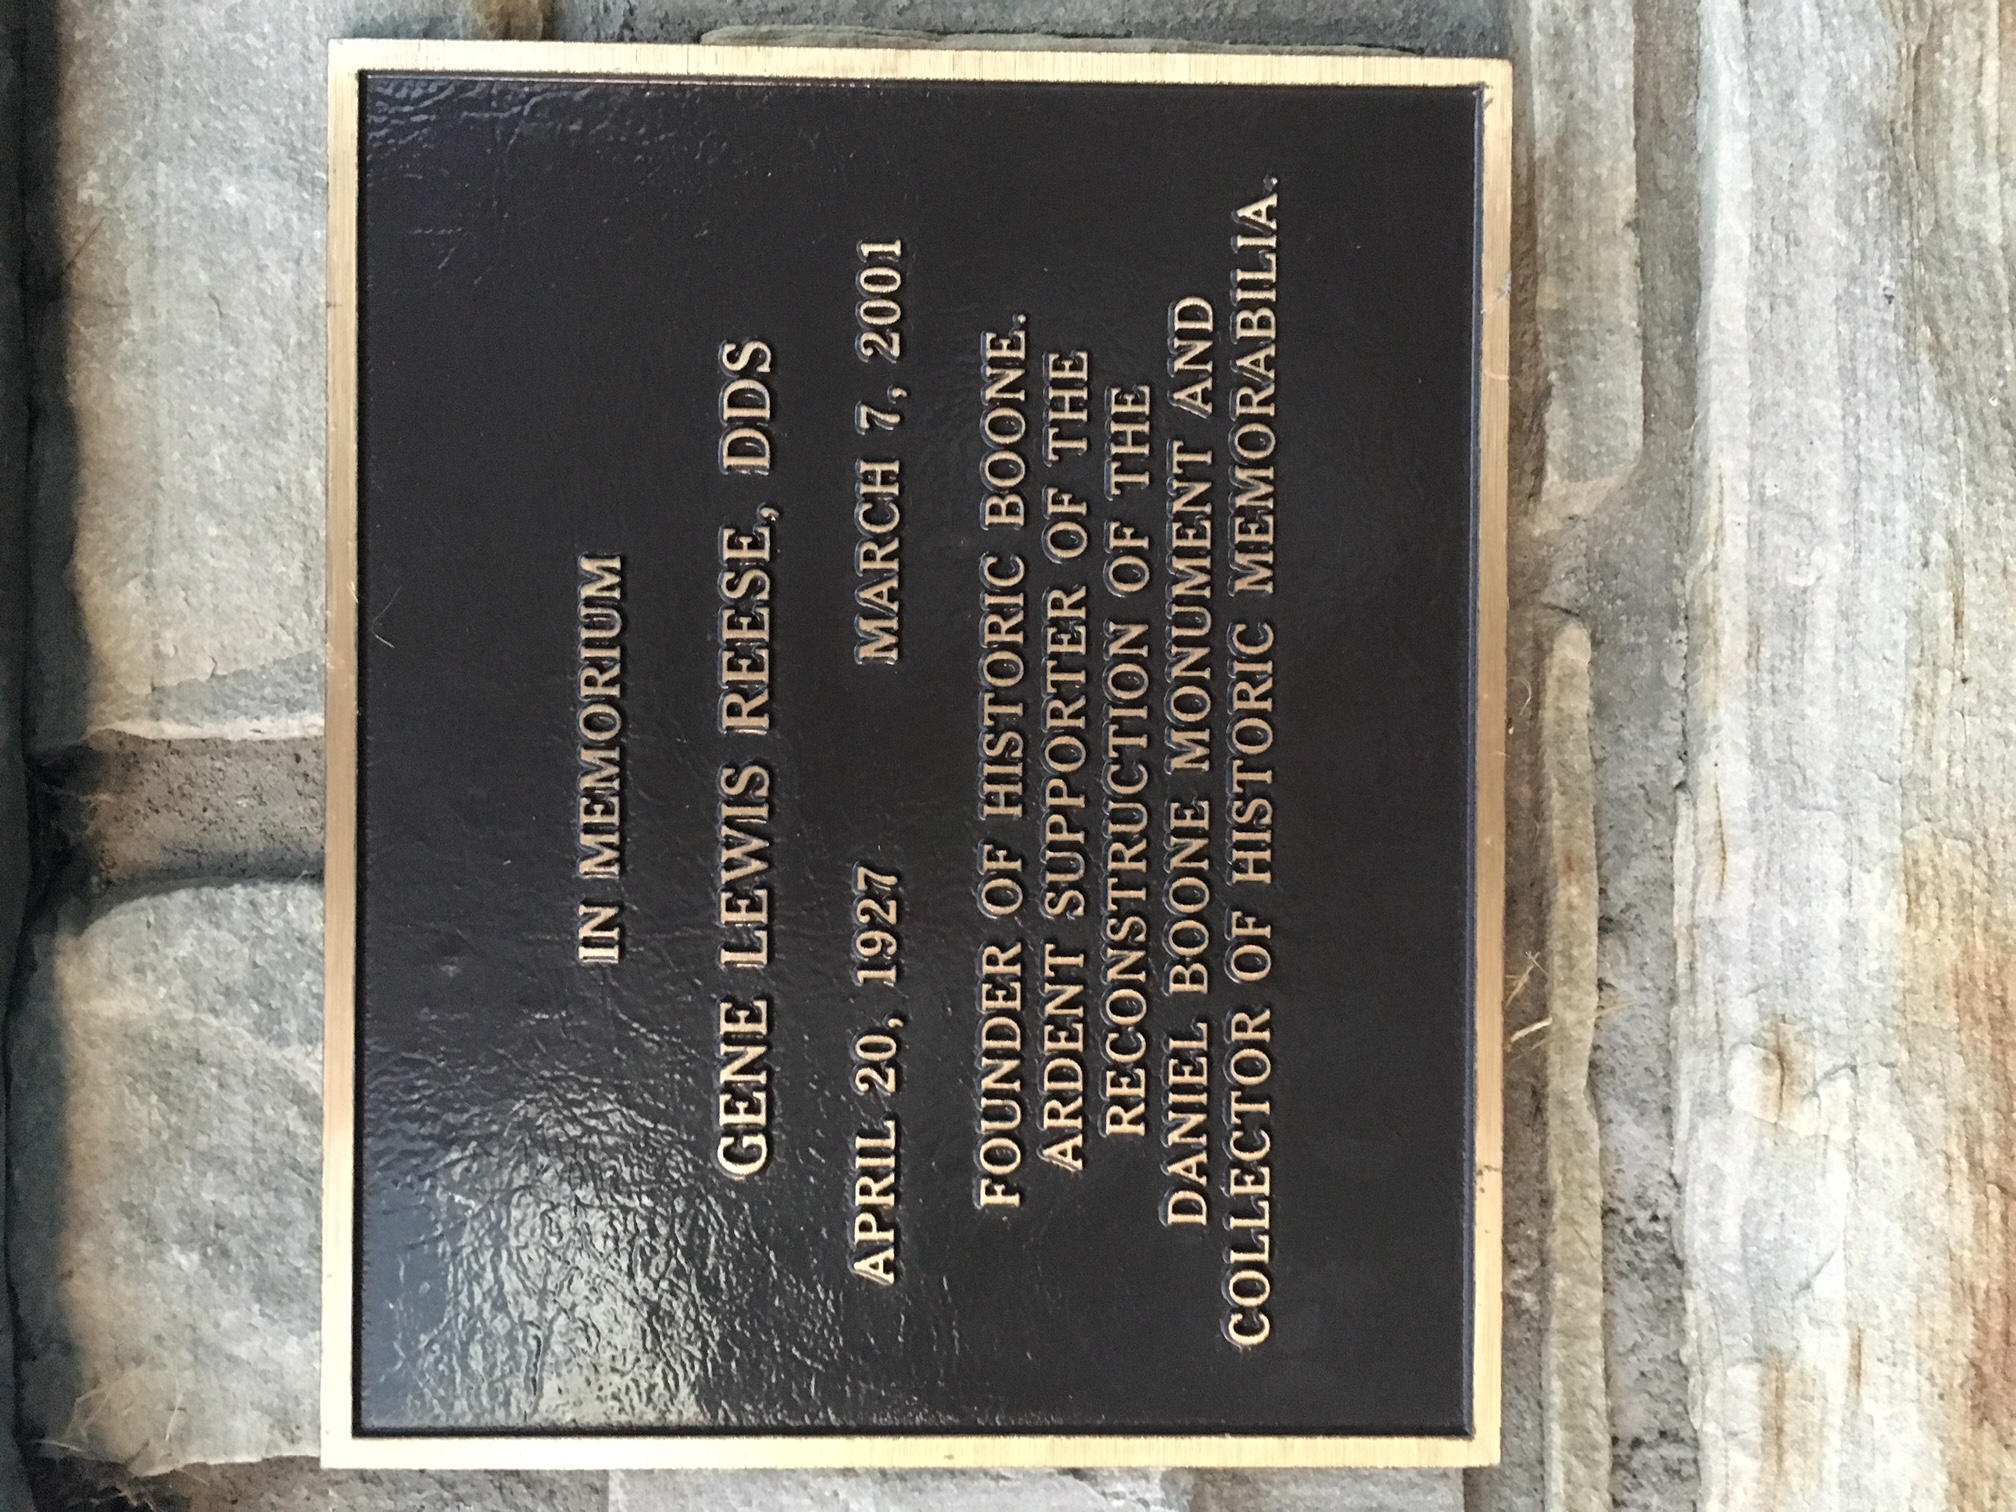 IN MEMORIUM
GENE LEWIS REESE, DDS
APRIL 20, 1927 MARCH 7, 2001
FOUNDER OF HISTORIC BOONE.
ARDENT SUPPORTER OF THE
RECONSTRUCTION OF THE
DANIEL BOONE MONUMENT AND
COLLECTOR OF HISTORIC MEMORABILIA.